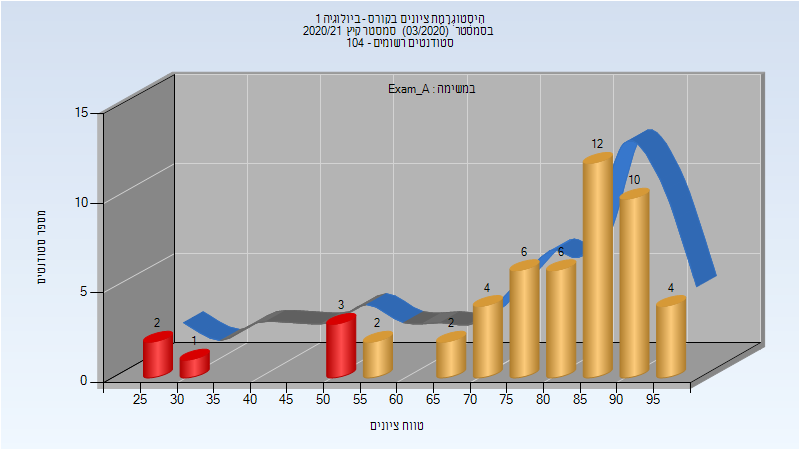 היסטוגרמת ציונים בקורס - ביולוגיה 1
בסמסטר (03/2020) סמסטר קיץ 2020/21
סטודנטים רשומים - 104
במשימה : Exam_A
מספר סטודנטים
15
10
5
0
2
1
3
2
2
4
6
6
12
10
4
25 30 35 40 45 50 55 60 65 70 75 80 85 90 95
טווח ציונים